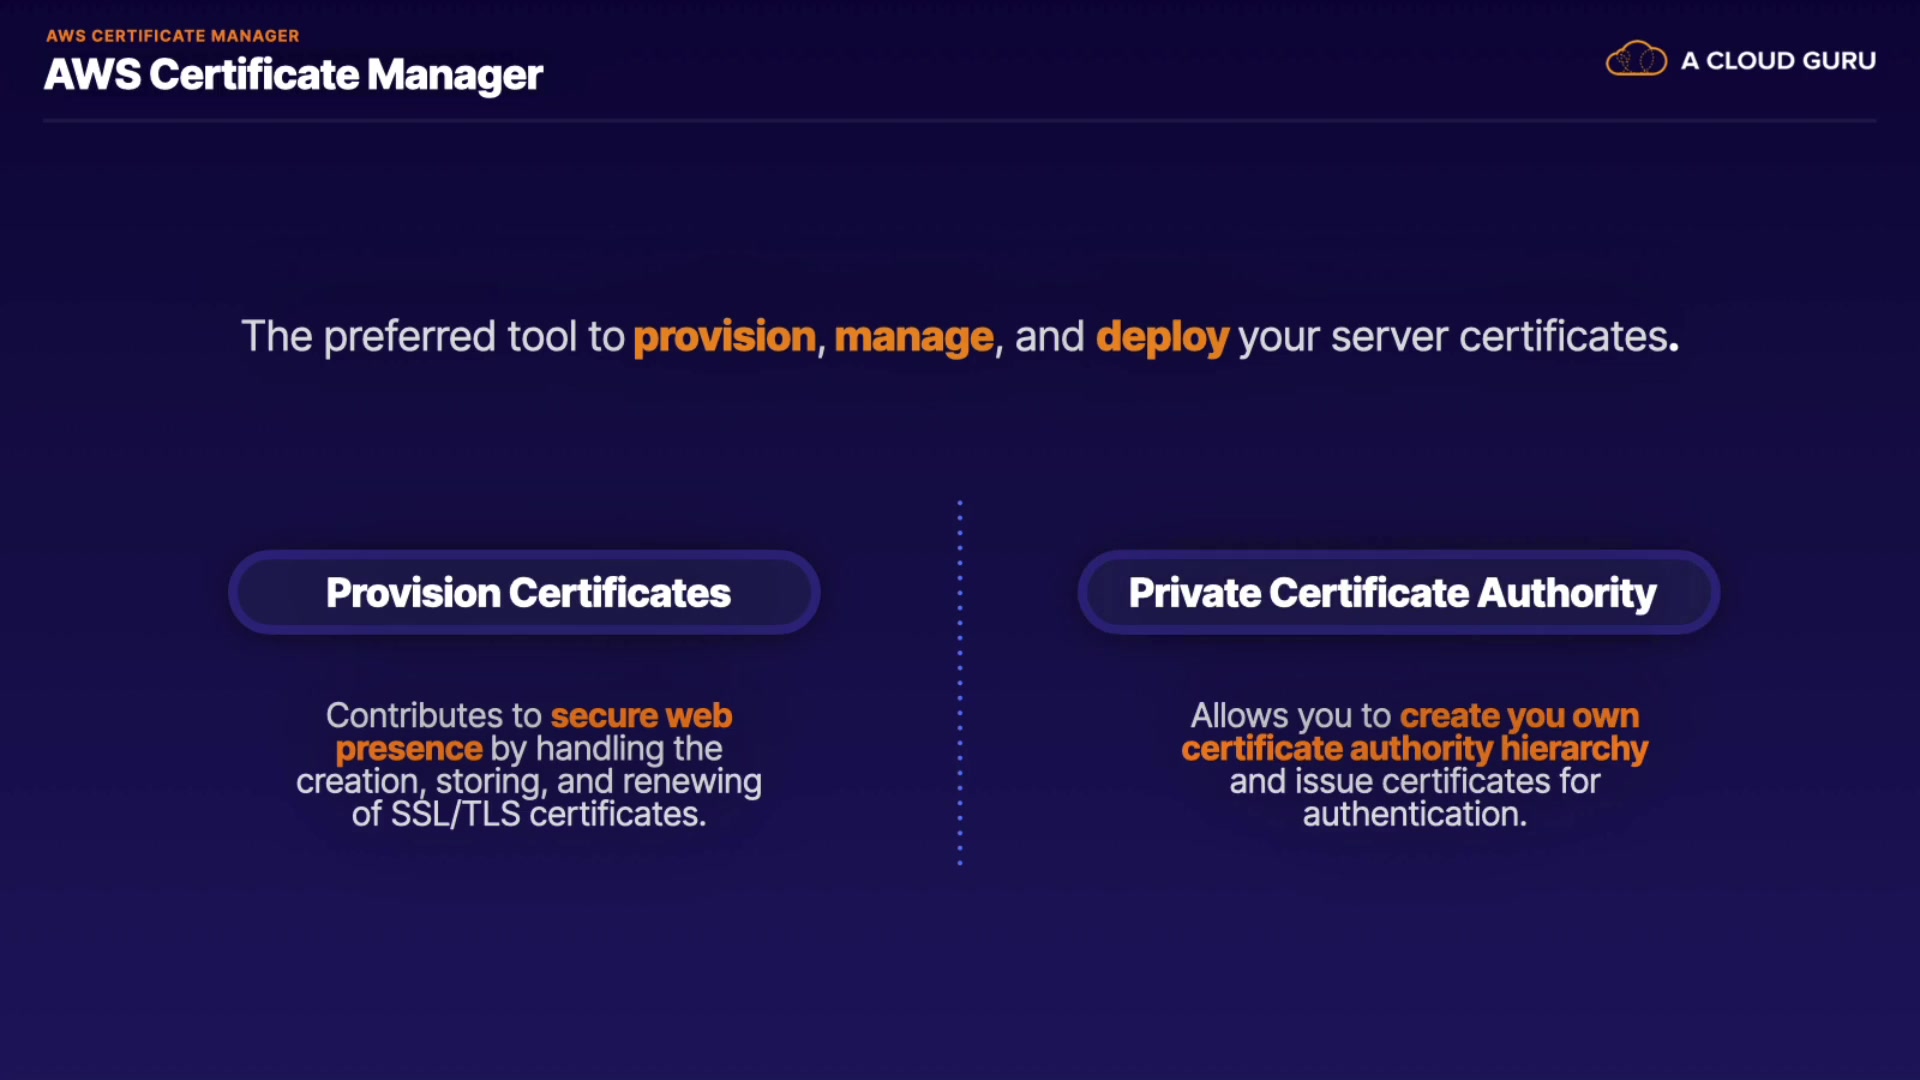 AWS CERTIFICATE MANAGER
AWS Certificate Manager
A CLOUD GURU
The preferred tool to provision, manage, and deploy your server certificates.
Provision Certificates
Contributes to secure web
presence by handling the
creation, storing, and renewing
of SSL/TLS certificates.
Private Certificate Authority
Allows you to create you own
certificate authority hierarchy
and issue certificates for
authentication.